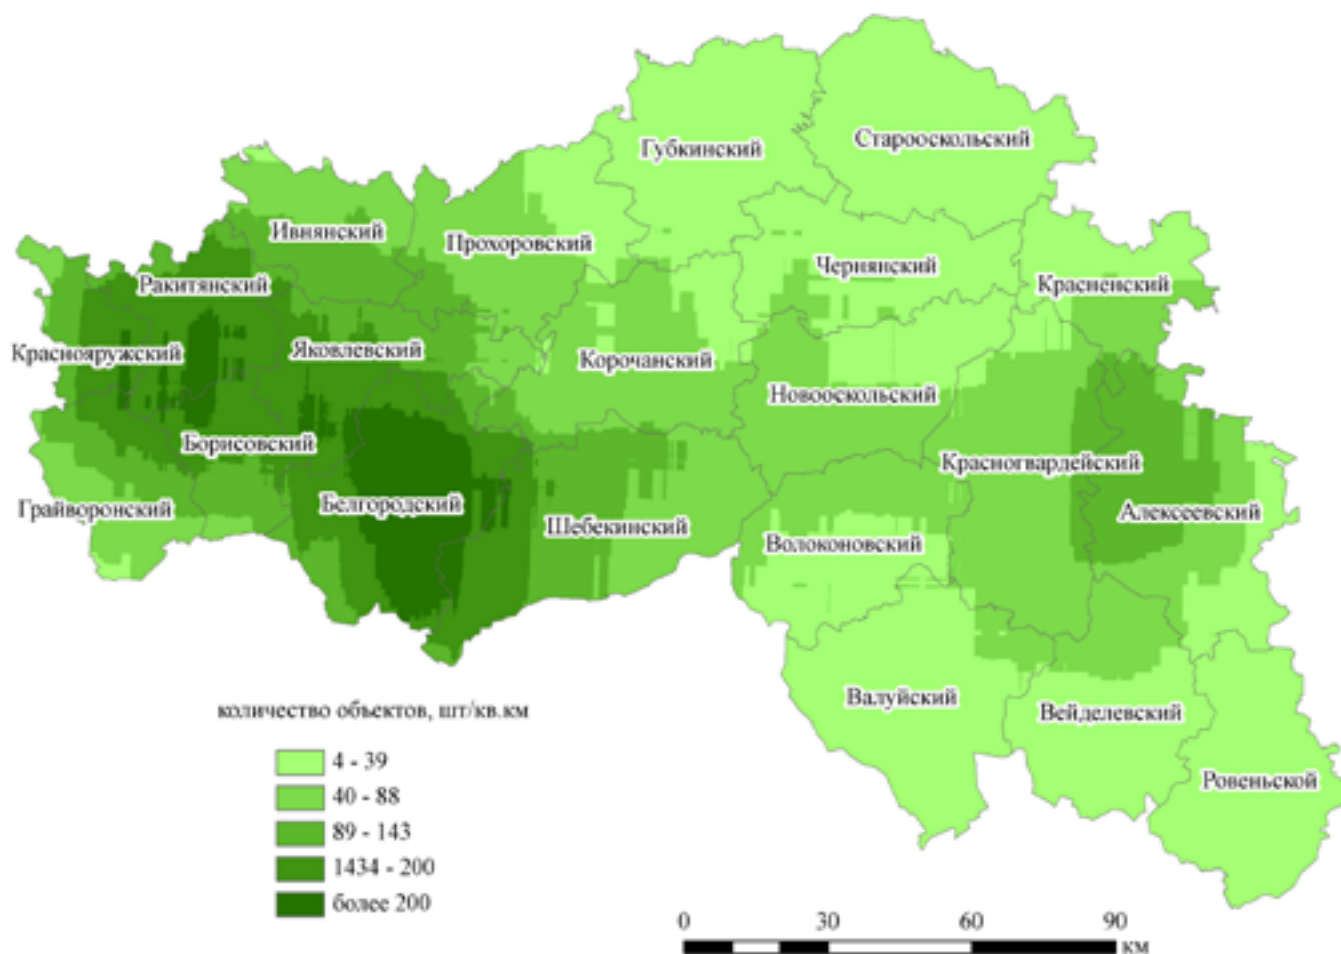 Губкинский
Старооскольский
Ивнянский
Прохоровский
Чернянский
Красненский
Ракитянский
Краснояружский
Яковлевский
Корочанский
Новооскольский
Борисовский
Красногвардейский
Грайворонский
Белгородский
Шебекинский
Волоконовский
Алексеевский
Валуйский
Вейделевский
Ровеньской
количество объектов, шт/кв.км
4 - 39
40 - 88
89 - 143
1434 - 200
более 200
0 30 60 90
км